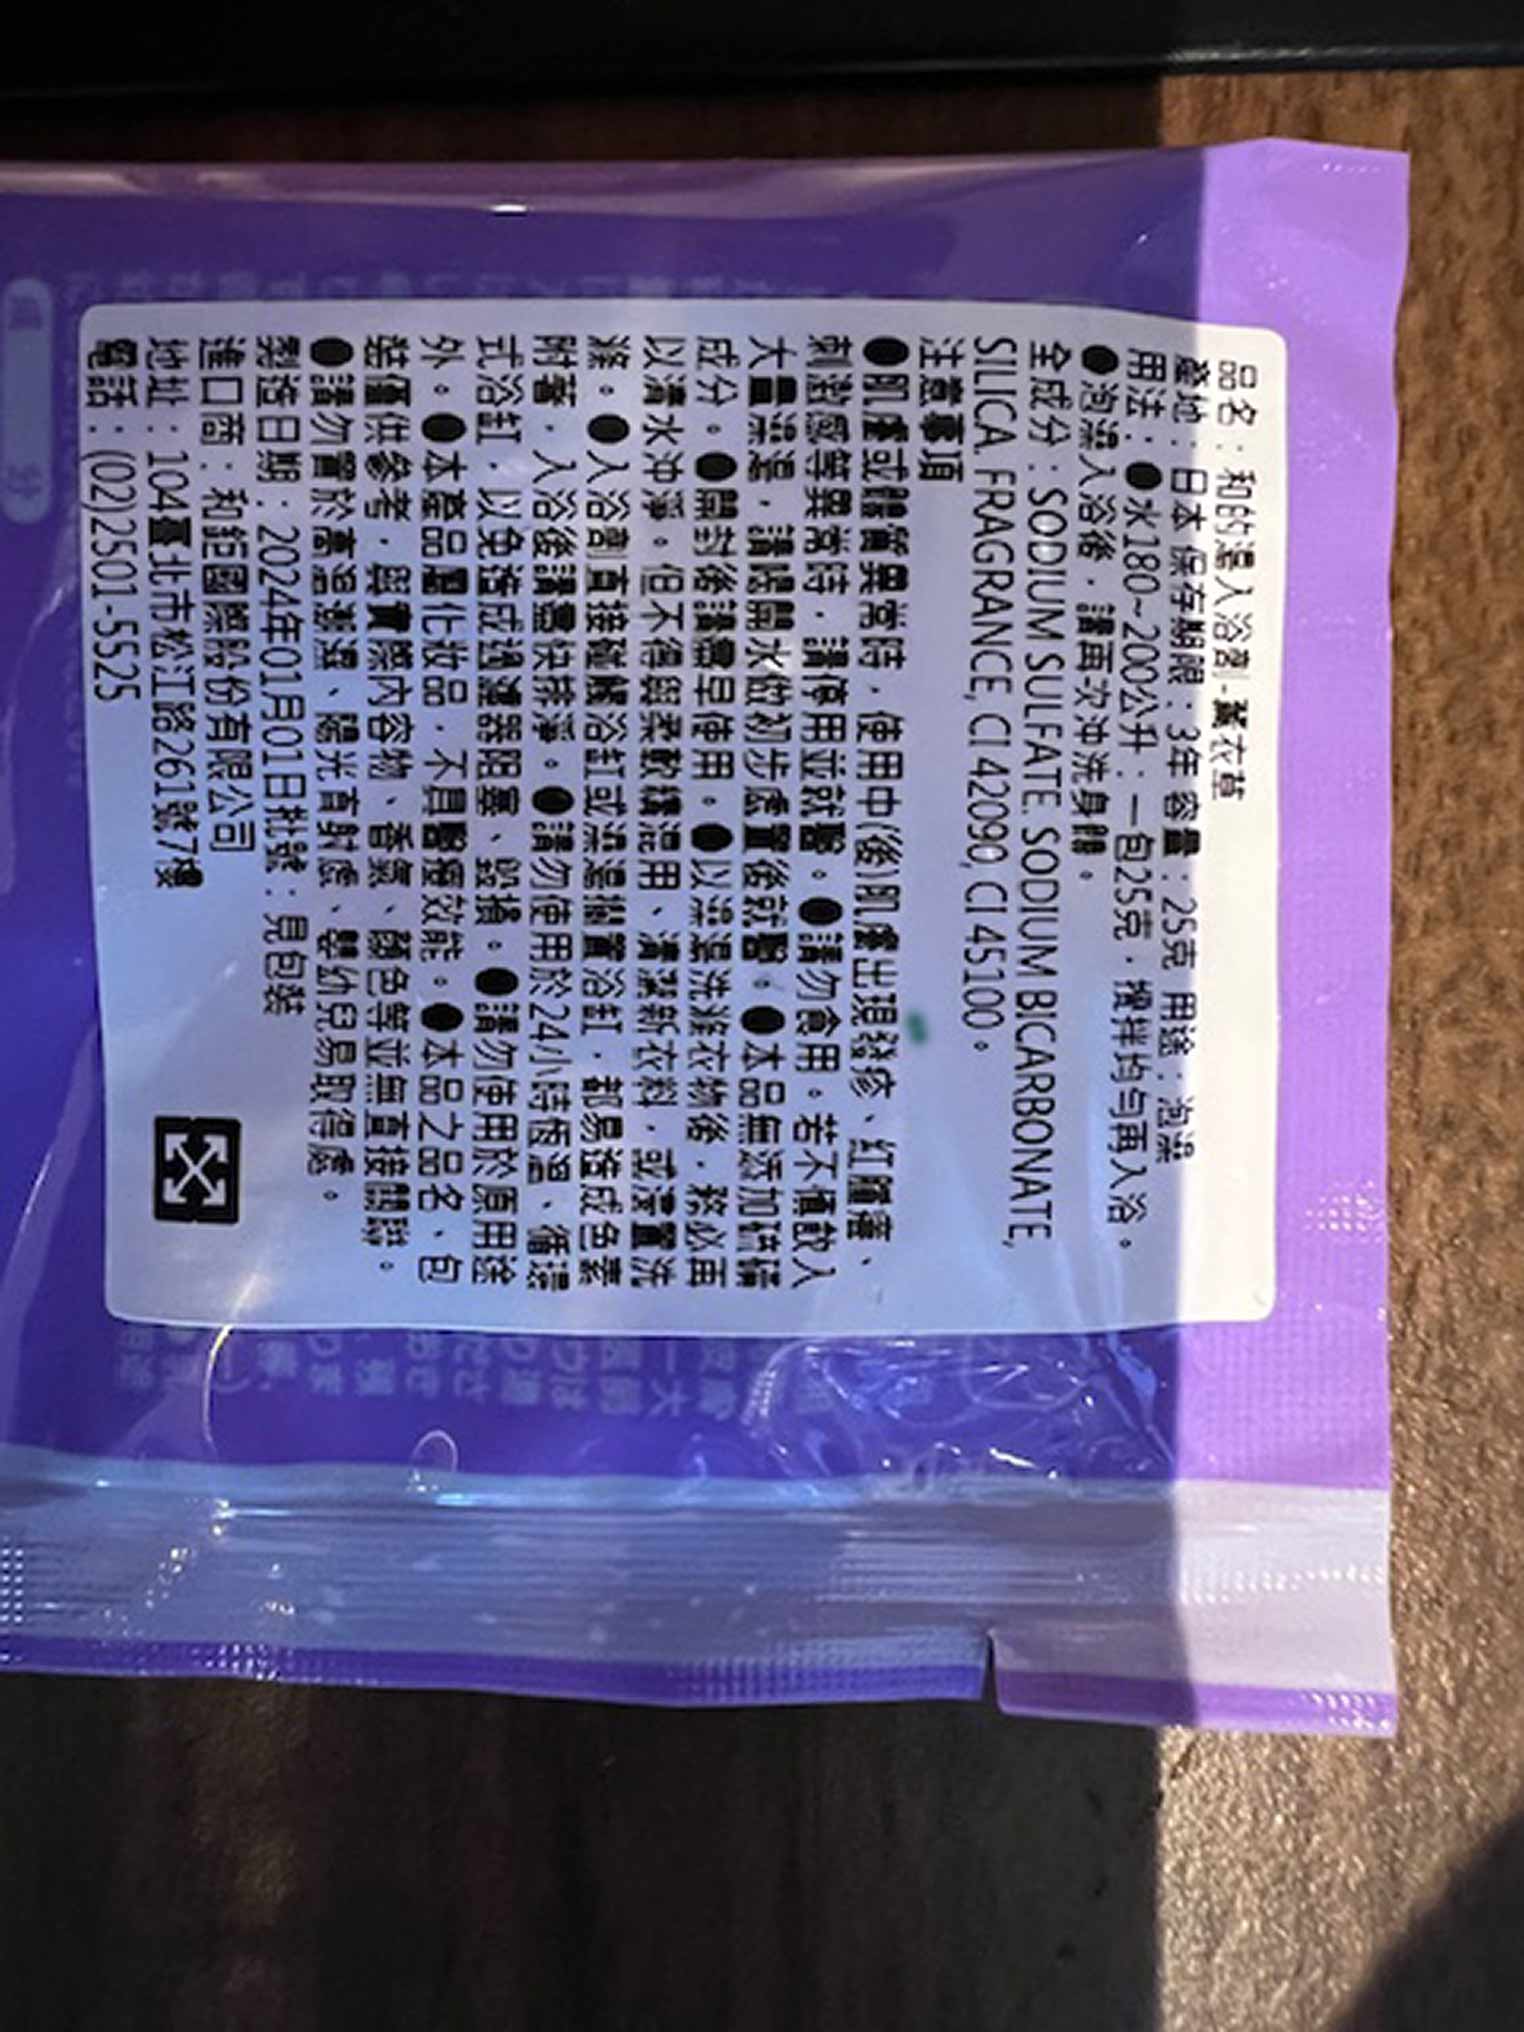 品名：和的湯入浴劑-薰衣草
產地：日本 保存期限：3年 容量：25克 用途：泡澡
用法：●水180~200公升：一包25克，攪拌均勻再入浴。
●泡澡入浴後，請再次沖洗身體。
全成分：SODIUM SULFATE. SODIUM BICARBONATE,
SILICA. FRAGRANCE, CI 42090, CI 45100。
注意事項
●肌膚或體質異常時，使用中(後)肌膚出現發疹、紅腫癢、
刺激感等異常時，請停用並就醫。●請勿食用。若不慎飲入
大量澡湯，請喝開水做初步處置後就醫。●本品無添加硫磺
成分。●開封後請盡早使用。●以澡湯洗滌衣物後，務必再
以清水沖淨。但不得與柔軟精混用、清潔新衣料，或浸置洗
滌。●入浴劑直接碰觸浴缸或澡湯擱置浴缸，都易造成色素
附著，入浴後請盡快排淨。●請勿使用於24小時恆溫、循環
式浴缸，以免造成過濾器阻塞、毀損。●請勿使用於原用途
外。●本產品屬化妝品，不具醫療效能。●本品之品名、包
裝僅供參考，與實際內容物、香氣、顏色等並無直接關聯。
●請勿置於高溫潮濕、陽光直射處、嬰幼兒易取得處。
製造日期：2024年01月01日批號：見包裝
進口商：和鉅國際股份有限公司
地址：104臺北市松江路261號7樓
電話：(02)2501-5525